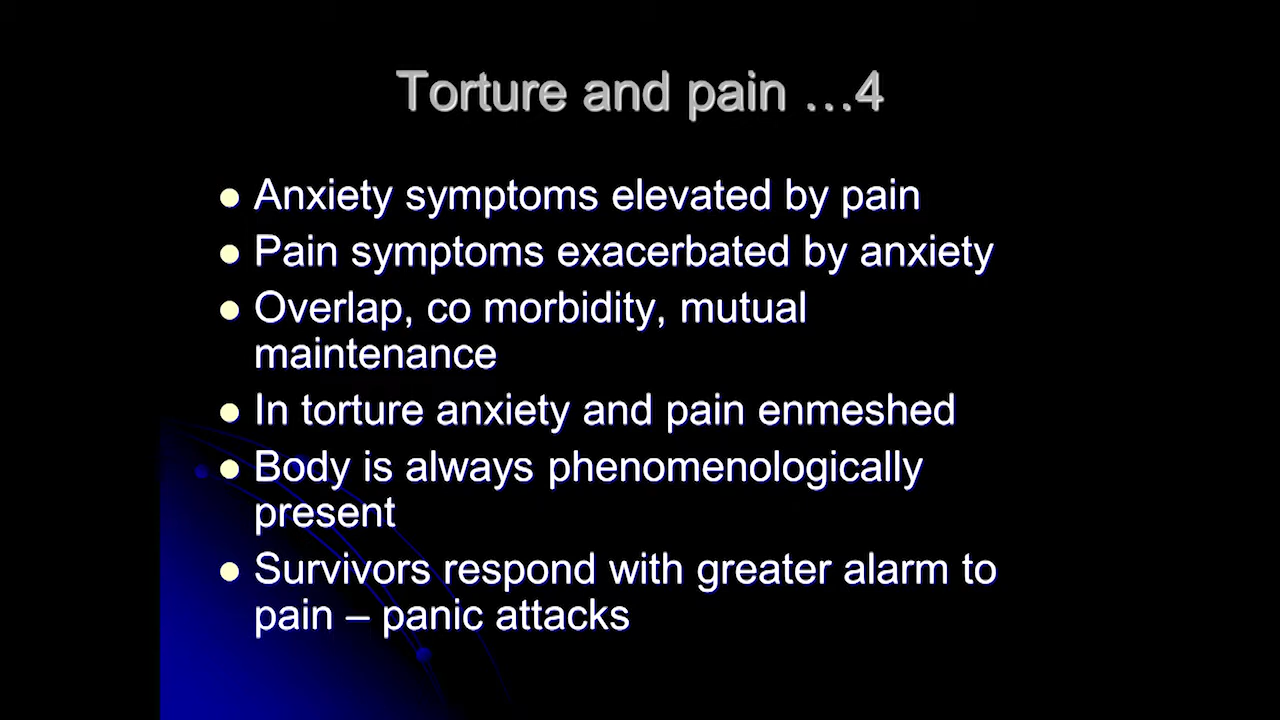 Torture and pain …4
Anxiety symptoms elevated by pain
Pain symptoms exacerbated by anxiety
Overlap, co morbidity, mutual
maintenance
In torture anxiety and pain enmeshed
Body is always phenomenologically
present
Survivors respond with greater alarm to
pain – panic attacks